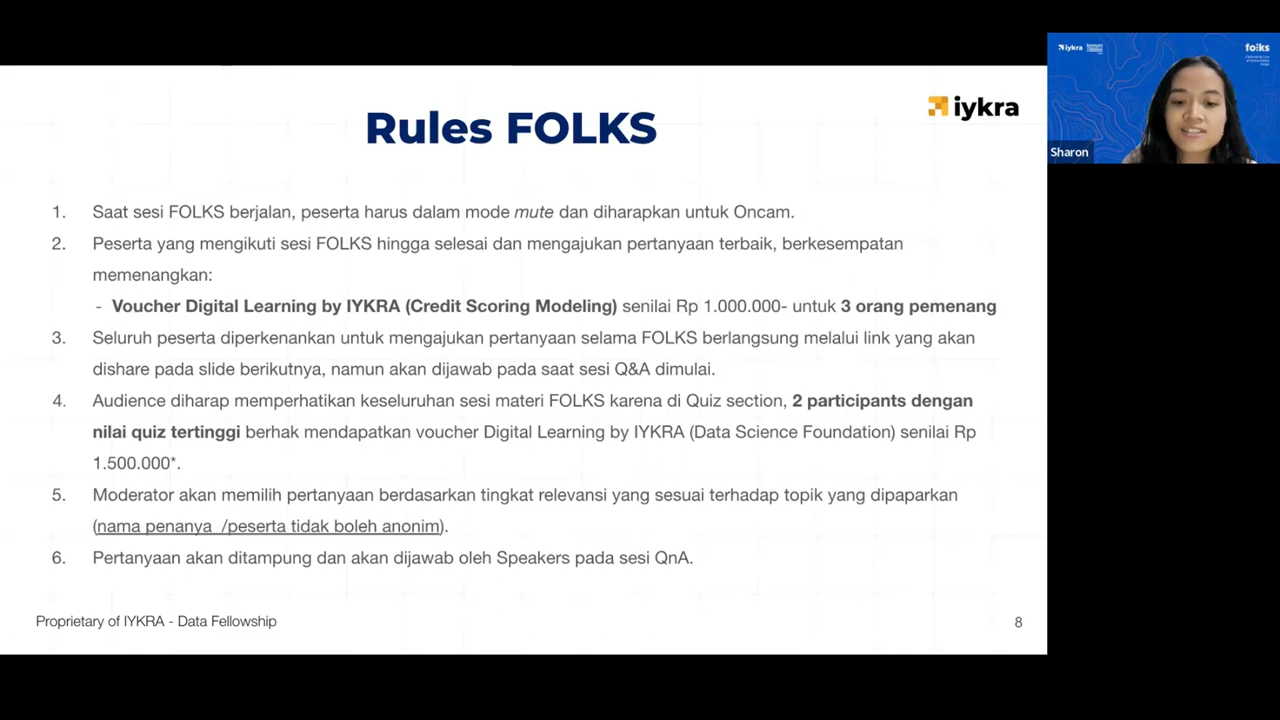 Rules FOLKS
iykra
1. Saat sesi FOLKS berjalan, peserta harus dalam mode mute dan diharapkan untuk Oncam.
2. Peserta yang mengikuti sesi FOLKS hingga selesai dan mengajukan pertanyaan terbaik, berkesempatan
memenangkan:
- Voucher Digital Learning by IYKRA (Credit Scoring Modeling) senilai Rp 1.000.000- untuk 3 orang pemenang
3. Seluruh peserta diperkenankan untuk mengajukan pertanyaan selama FOLKS berlangsung melalui link yang akan
dishare pada slide berikutnya, namun akan dijawab pada saat sesi Q&A dimulai.
4. Audience diharap memperhatikan keseluruhan sesi materi FOLKS karena di Quiz section, 2 participants dengan
nilai quiz tertinggi berhak mendapatkan voucher Digital Learning by IYKRA (Data Science Foundation) senilai Rp
1.500.000*.
5. Moderator akan memilih pertanyaan berdasarkan tingkat relevansi yang sesuai terhadap topik yang dipaparkan
(nama penanya /peserta tidak boleh anonim).
6. Pertanyaan akan ditampung dan akan dijawab oleh Speakers pada sesi QnA.
Proprietary of IYKRA - Data Fellowship
8
iykra
folks
Sharon